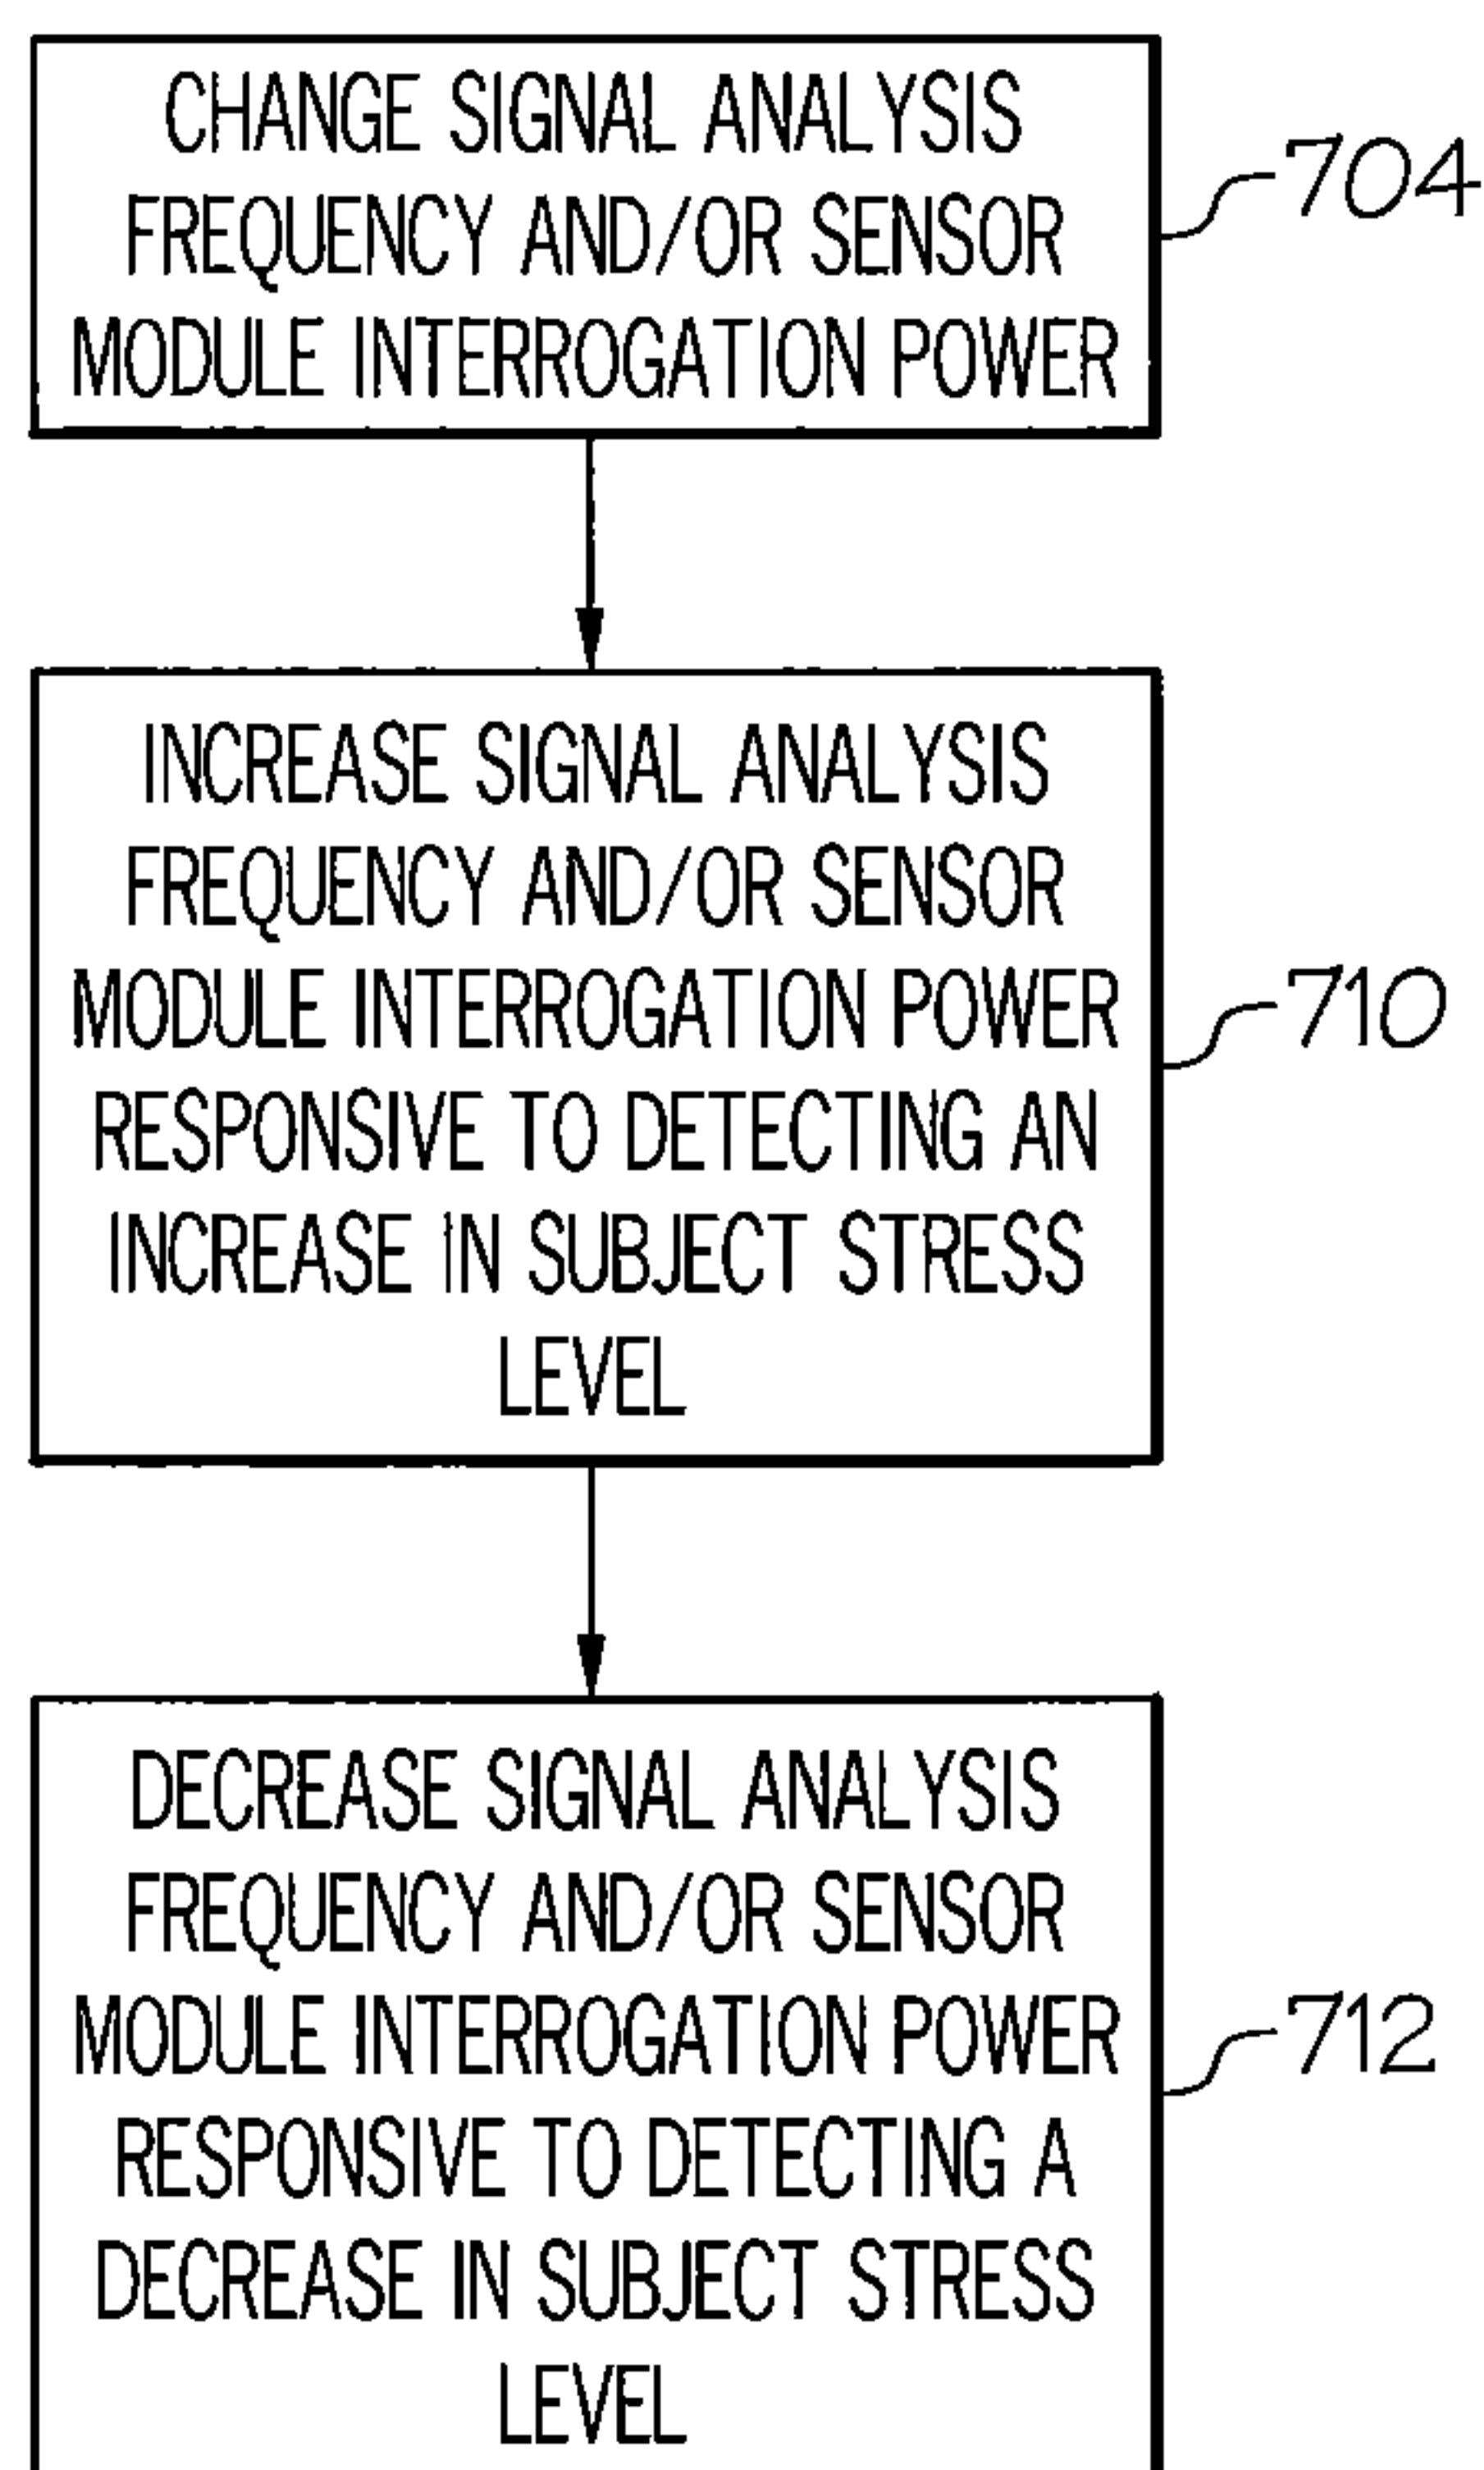 CHANGE SIGNAL ANALYSIS
FREQUENCY AND/OR SENSOR
MODULE INTERROGATION POWER
704
INCREASE SIGNAL ANALYSIS
FREQUENCY AND/OR SENSOR
MODULE INTERROGATION POWER
RESPONSIVE TO DETECTING AN
INCREASE IN SUBJECT STRESS
LEVEL
710
DECREASE SIGNAL ANALYSIS
FREQUENCY AND/OR SENSOR
MODULE INTERROGATION POWER
RESPONSIVE TO DETECTING A
DECREASE IN SUBJECT STRESS
LEVEL
712